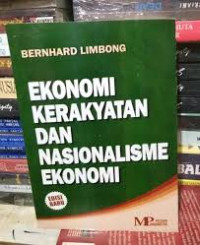 BERNHARD LIMBONG
EKONOMI
KERAKYATAN
DAN
NASIONALISME
EKONOMI
EDISI
BARU
MP